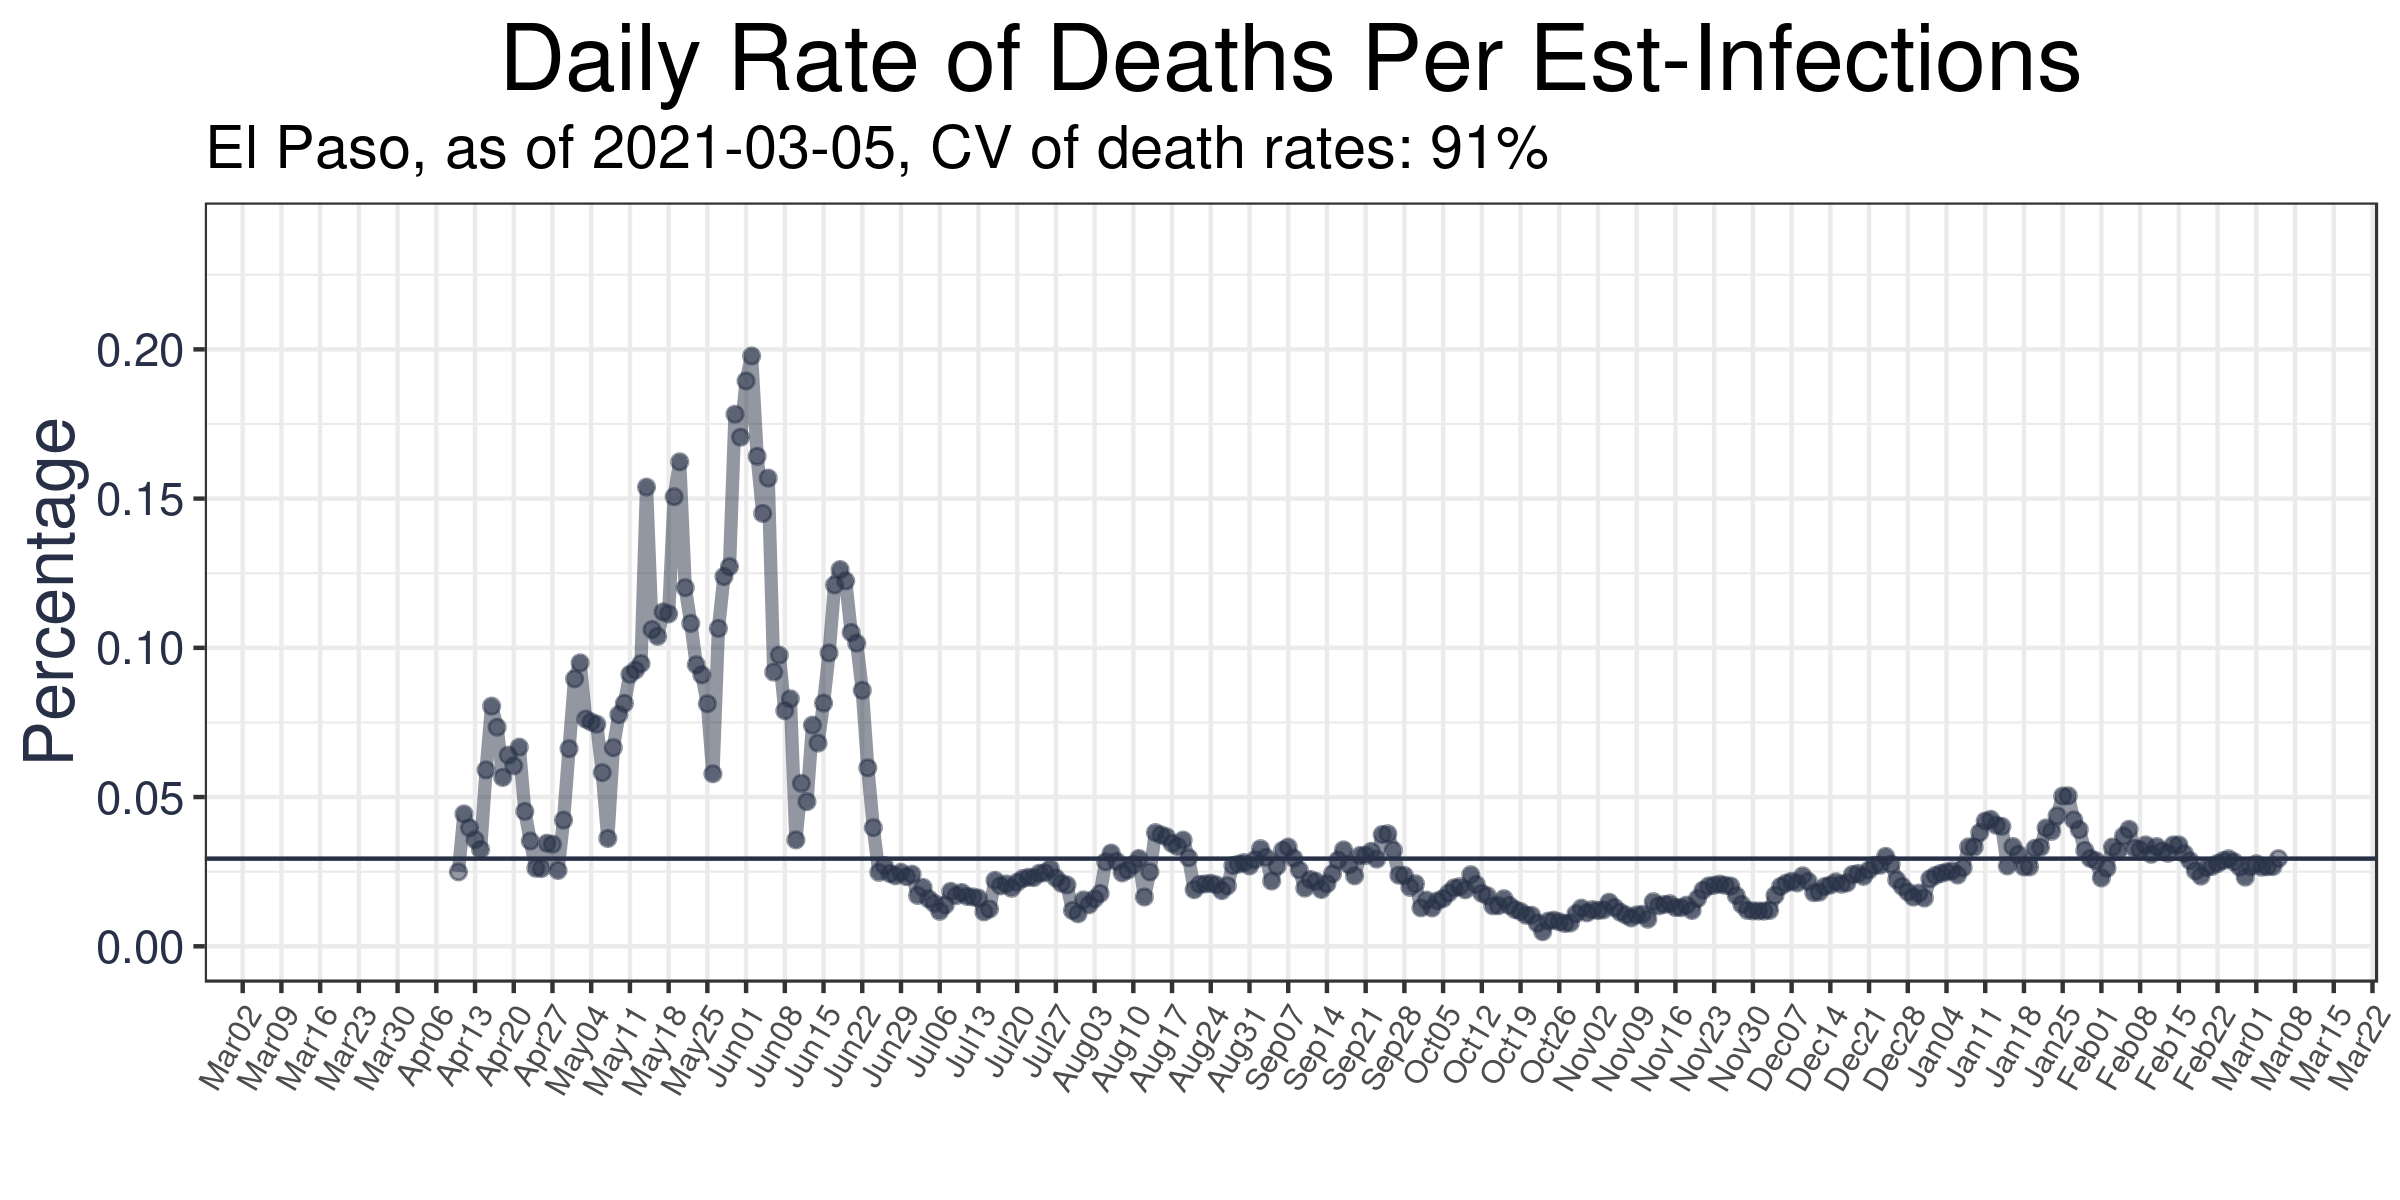 Daily Rate of Deaths Per Est-Infections
El Paso, as of 2021-03-05, CV of death rates: 91%
Percentage
0.20
0.15
0.10
0.05
0.00
Mar02
Mar09
Mar16
Mar23
Mar30
Apr06
Apr13
Apr20
Apr27
May04
May11
May18
May25
Jun01
Jun08
Jun15
Jun22
Jun29
Jul06
Jul13
Jul20
Jul27
Aug03
Aug10
Aug17
Aug24
Aug31
Sep07
Sep14
Sep21
Sep28
Oct05
Oct12
Oct19
Oct26
Nov02
Nov09
Nov16
Nov23
Nov30
Dec07
Dec14
Dec21
Dec28
Jan04
Jan11
Jan18
Jan25
Feb01
Feb08
Feb15
Feb22
Mar01
Mar08
Mar15
Mar22